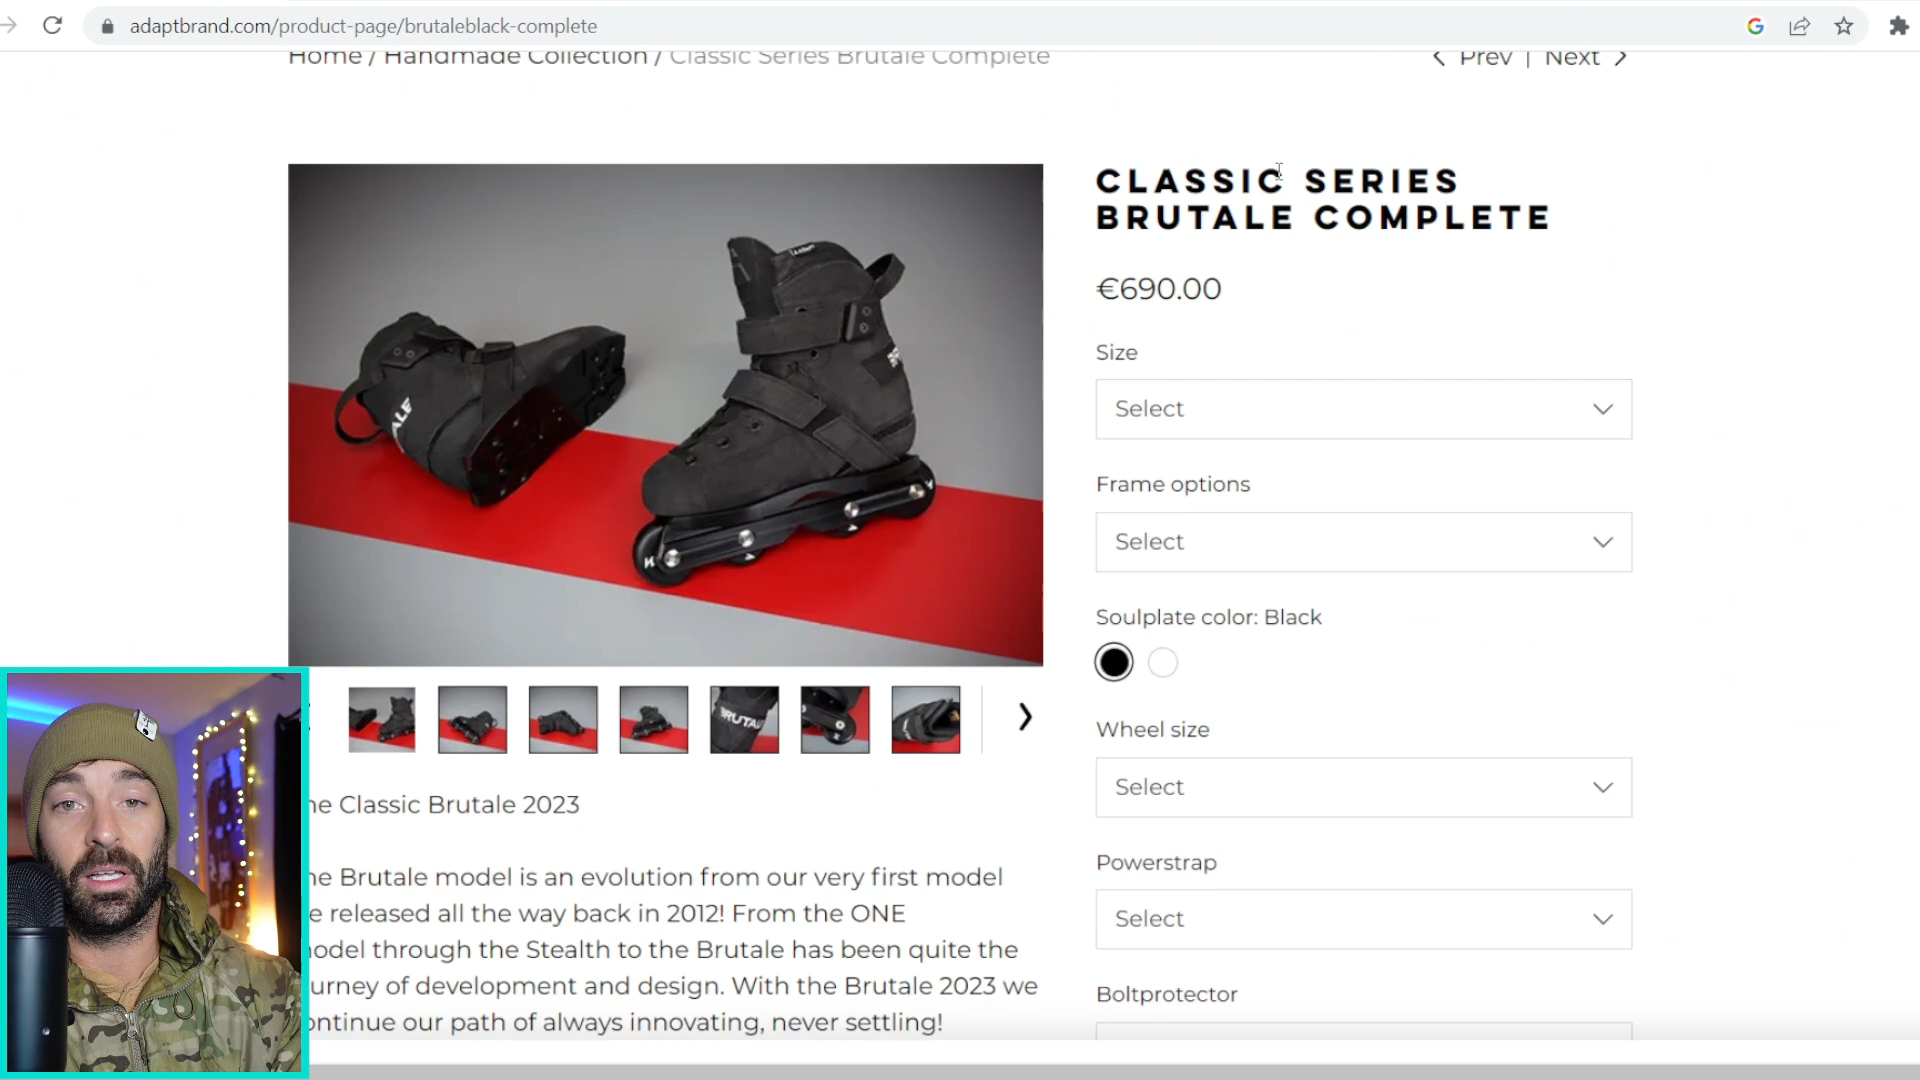 adaptbrand.com/product-page/brutaleblack-complete
Home / Handmade Collection / Classic Series Brutale Complete
Prev | Next
CLASSIC SERIES
BRUTALE COMPLETE
€690.00
Size
Select
Frame options
Select
Soulplate color: Black
Wheel size
Select
Powerstrap
Select
Boltprotector
he Classic Brutale 2023
he Brutale model is an evolution from our very first model
e released all the way back in 2012! From the ONE
odel through the Stealth to the Brutale has been quite the
urney of development and design. With the Brutale 2023 we
ontinue our path of always innovating, never settling!